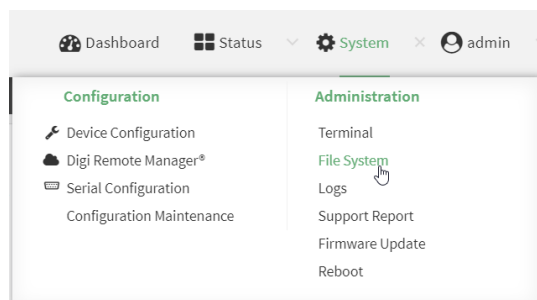 Dashboard Status System admin
Configuration
Device Configuration
Digi Remote Manager®
Serial Configuration
Configuration Maintenance
Administration
Terminal
File System
Logs
Support Report
Firmware Update
Reboot